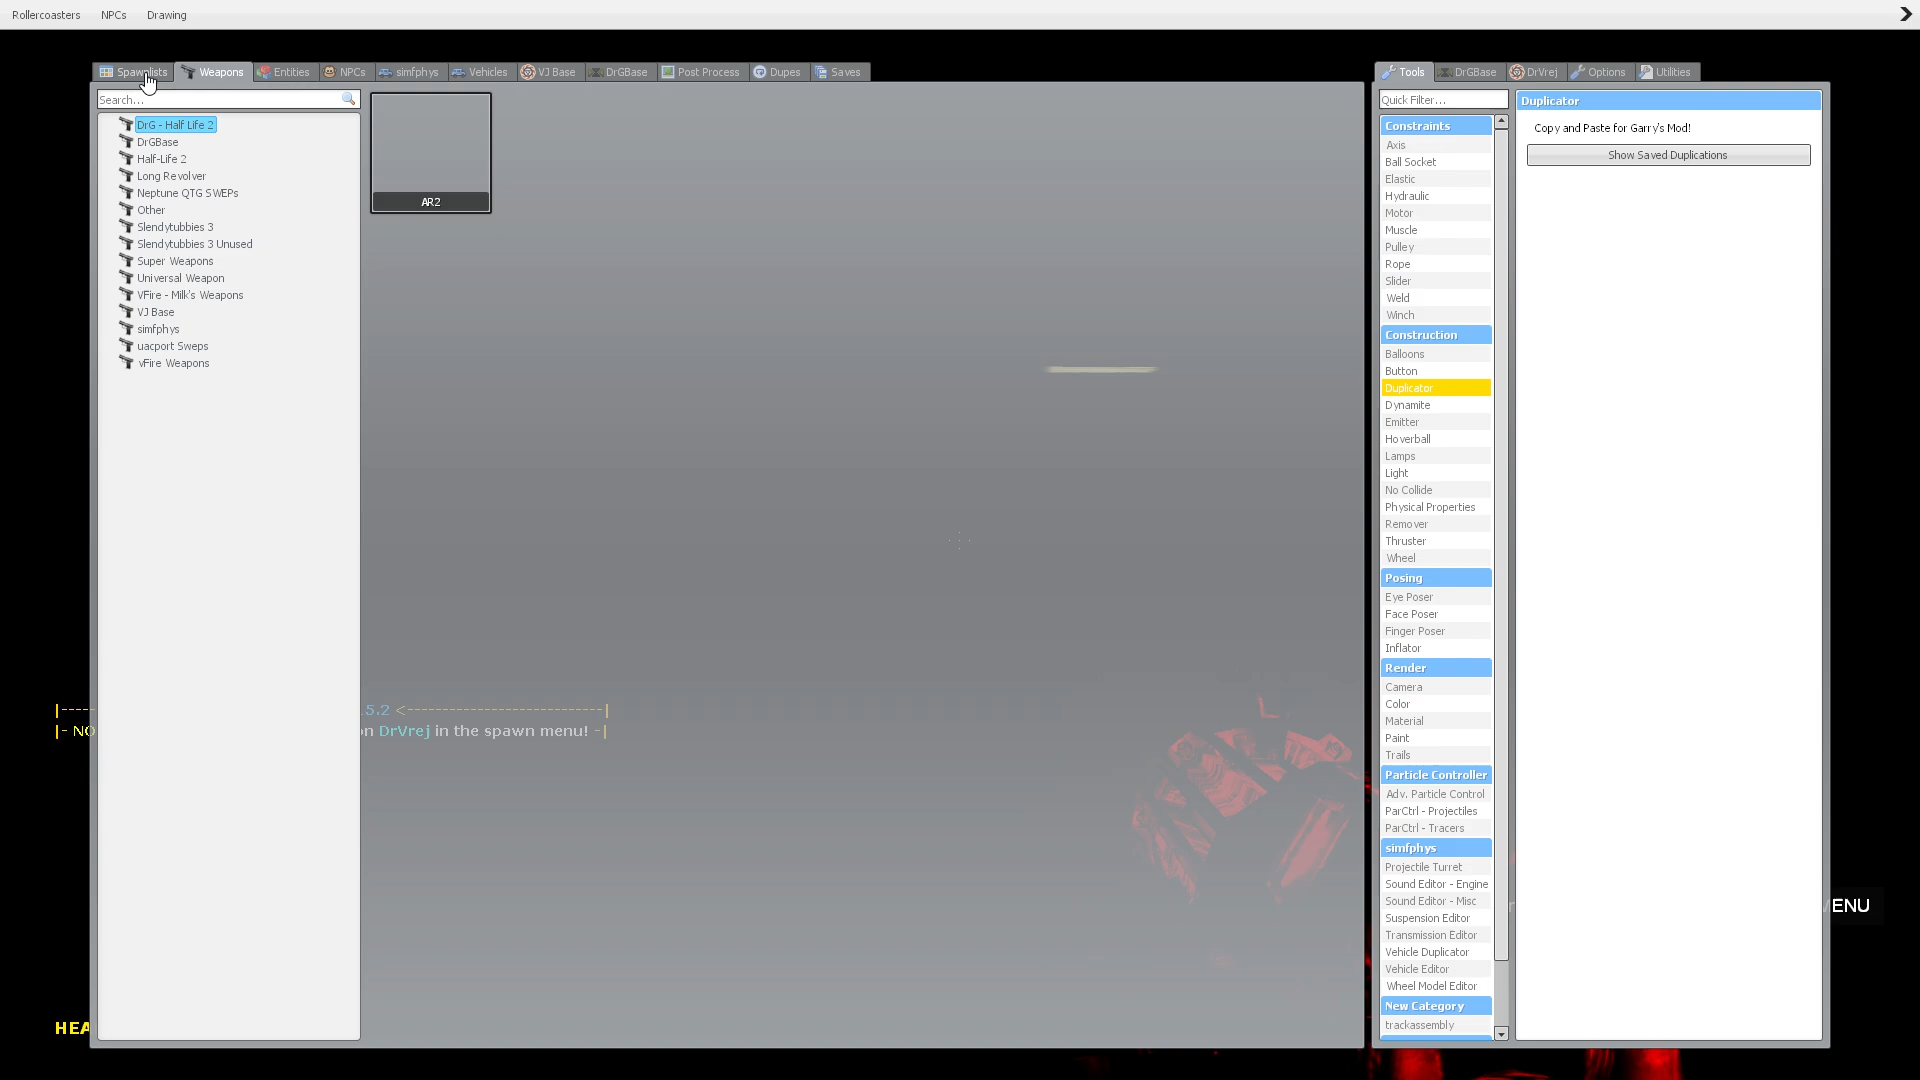 Rollercoasters NPCs Drawing
Spawnlists Weapons Entities NPCs simfphys Vehicles VJ Base DrGBase Post Process Dupes Saves
Search...
DrG - Half Life 2
DrGBase
Half-Life 2
Long Revolver
Neptune QTG SWEPs
Other
Slendytubbies 3
Slendytubbies 3 Unused
Super Weapons
Universal Weapon
VFire - Milk's Weapons
VJ Base
simfphys
uacport Sweps
vFire Weapons
AR2
|----- 5.2 <---------------------------|
|- NO on DrVrej in the spawn menu! -|
HEA
Tools DrGBase DrVrej Options Utilities
Quick Filter...
Constraints
Axis
Ball Socket
Elastic
Hydraulic
Motor
Muscle
Pulley
Rope
Slider
Weld
Winch
Construction
Balloons
Button
Duplicator
Dynamite
Emitter
Hoverball
Lamps
Light
No Collide
Physical Properties
Remover
Thruster
Wheel
Posing
Eye Poser
Face Poser
Finger Poser
Inflator
Render
Camera
Color
Material
Paint
Trails
Particle Controller
Adv. Particle Control
ParCtrl - Projectiles
ParCtrl - Tracers
simfphys
Projectile Turret
Sound Editor - Engine
Sound Editor - Misc
Suspension Editor
Transmission Editor
Vehicle Duplicator
Vehicle Editor
Wheel Model Editor
New Category
trackassembly
Duplicator
Copy and Paste for Garry's Mod!
Show Saved Duplications
ENU